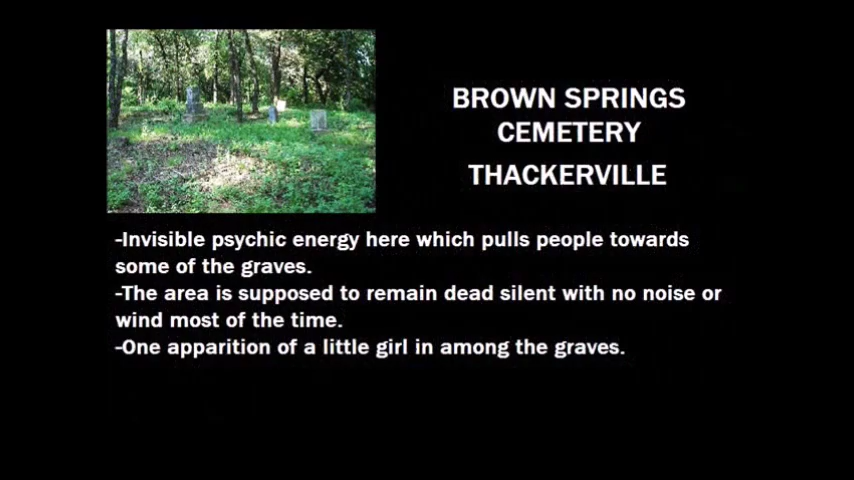 BROWN SPRINGS
CEMETERY
THACKERVILLE
-Invisible psychic energy here which pulls people towards
some of the graves.
-The area is supposed to remain dead silent with no noise or
wind most of the time.
-One apparition of a little girl in among the graves.